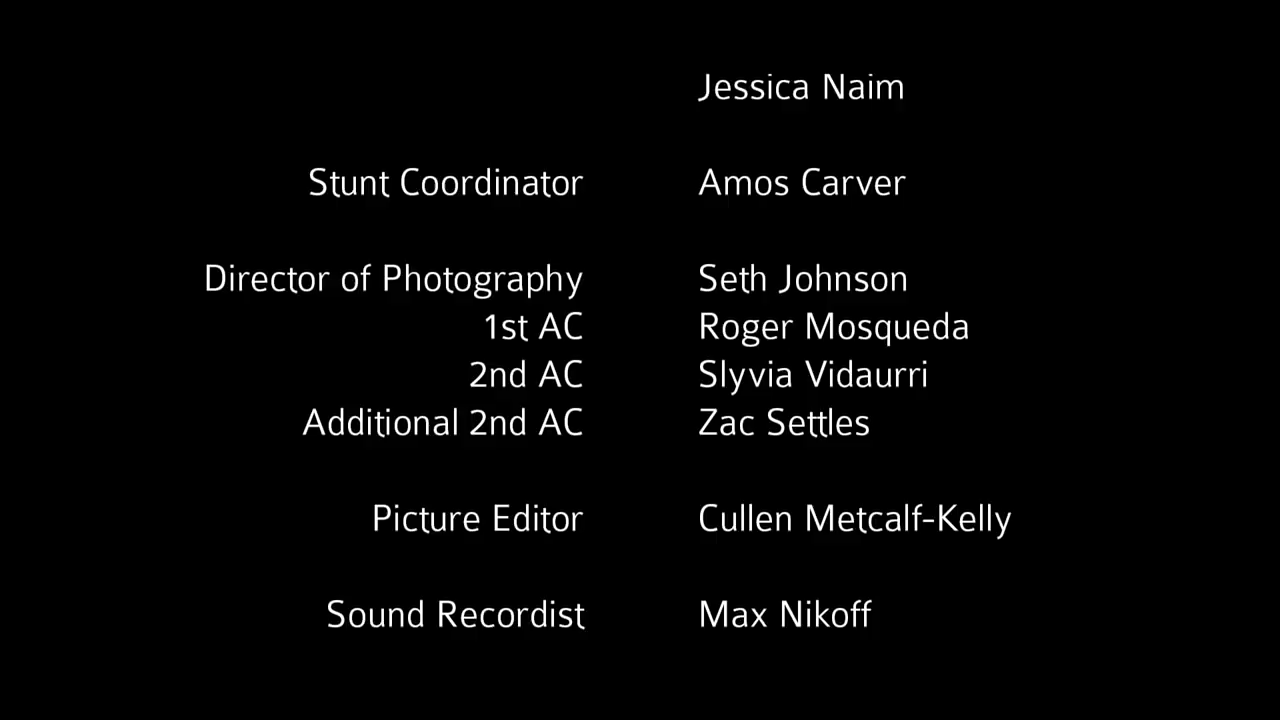 Jessica Naim
Stunt Coordinator Amos Carver
Director of Photography Seth Johnson
1st AC Roger Mosqueda
2nd AC Slyvia Vidaurri
Additional 2nd AC Zac Settles
Picture Editor Cullen Metcalf-Kelly
Sound Recordist Max Nikoff